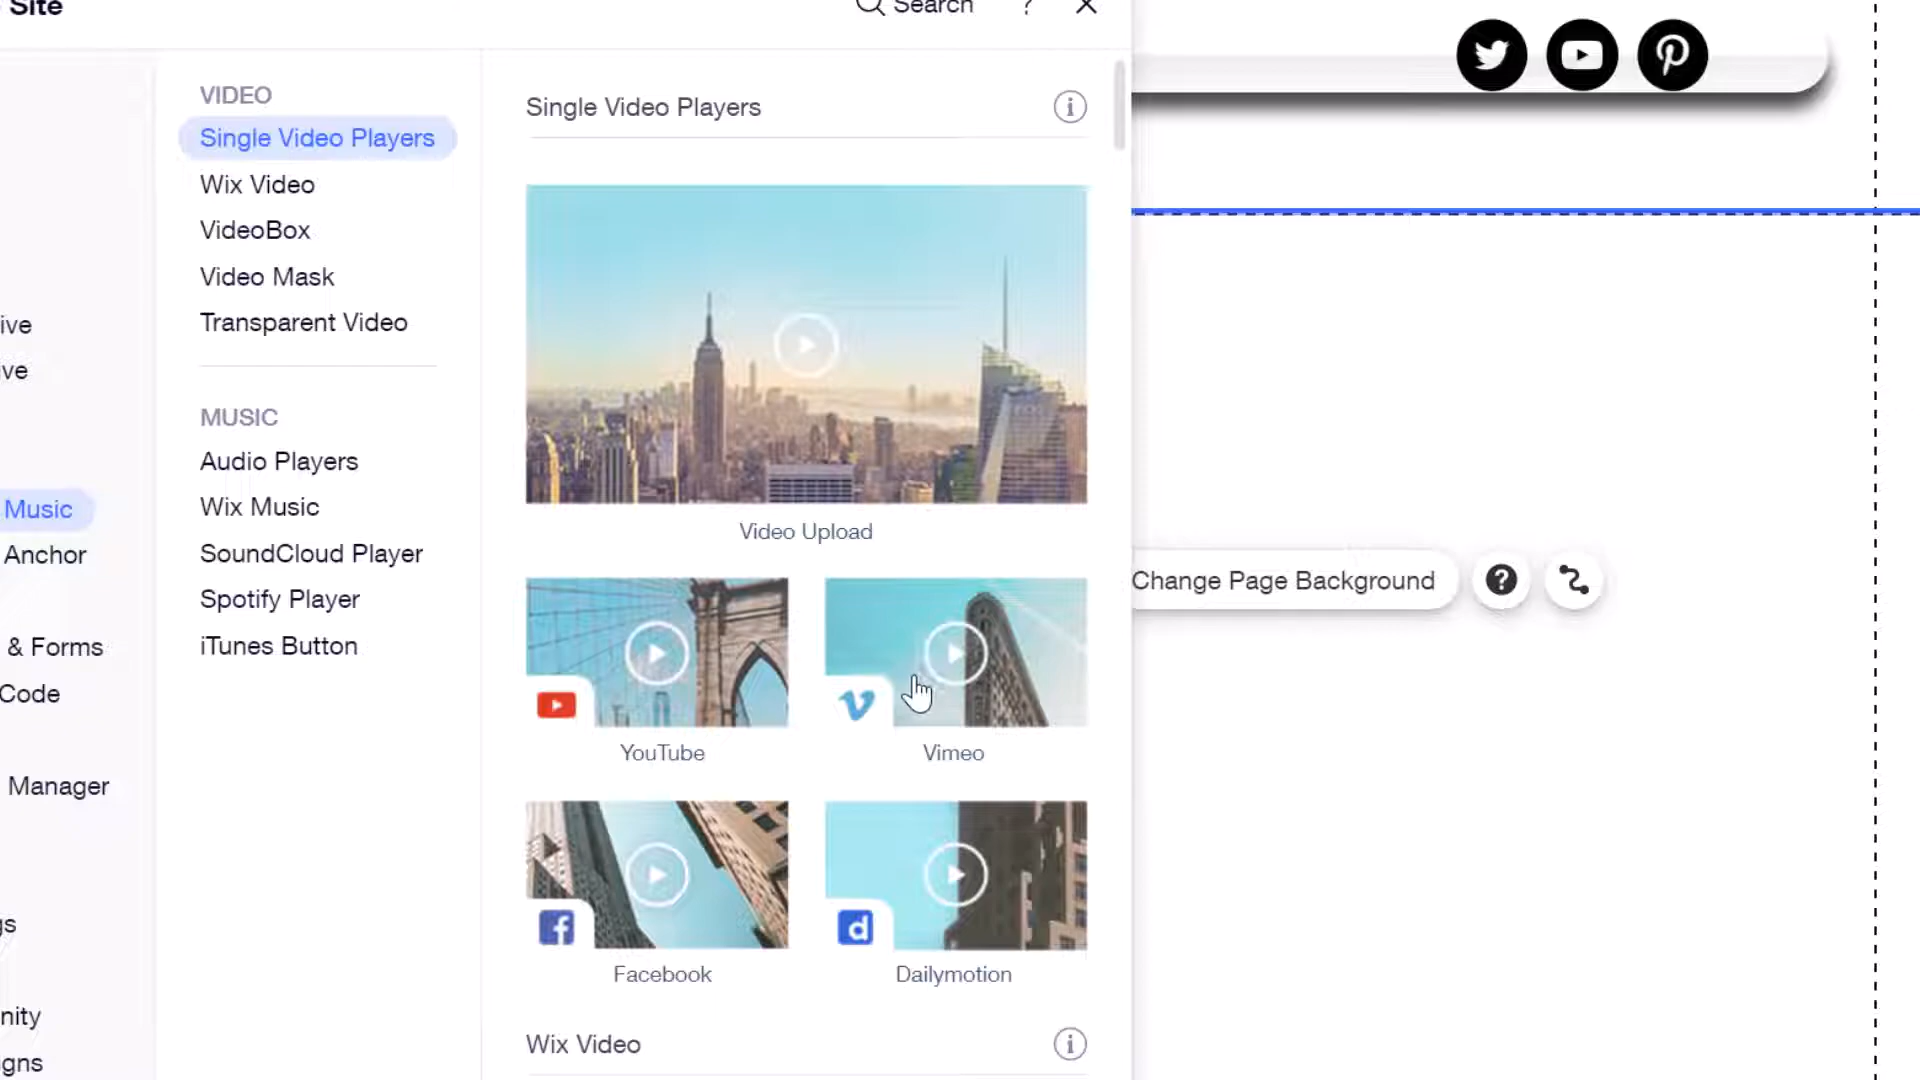 Site
Search
?
VIDEO
Single Video Players
Wix Video
VideoBox
Video Mask
Transparent Video
MUSIC
Audio Players
Wix Music
SoundCloud Player
Spotify Player
iTunes Button
ive
ve
Music
Anchor
& Forms
Code
Manager
gs
nity
igns
Single Video Players
Video Upload
YouTube
Vimeo
Facebook
Dailymotion
Wix Video
Change Page Background
?